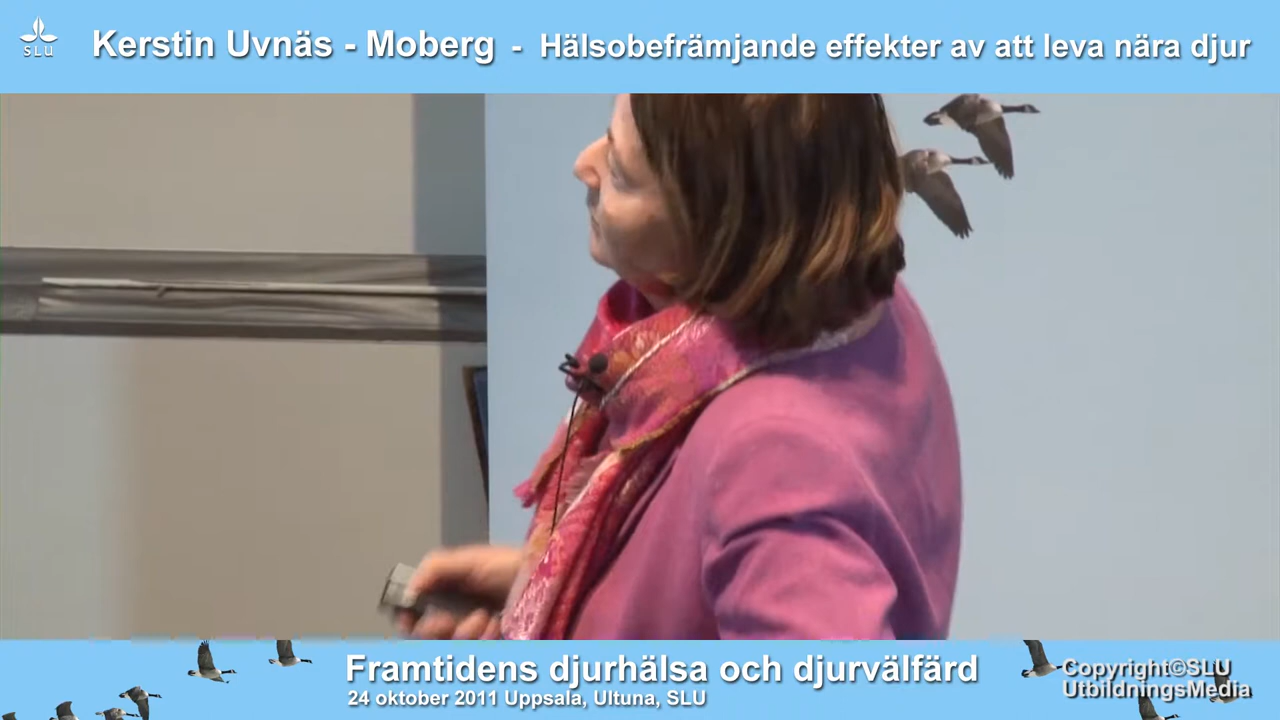 SLU
Kerstin Uvnäs - Moberg - Hälsobefrämjande effekter av att leva nära djur
Framtidens djurhälsa och djurvälfärd
24 oktober 2011 Uppsala, Ultuna, SLU
Copyright©SLU
UtbildningsMedia